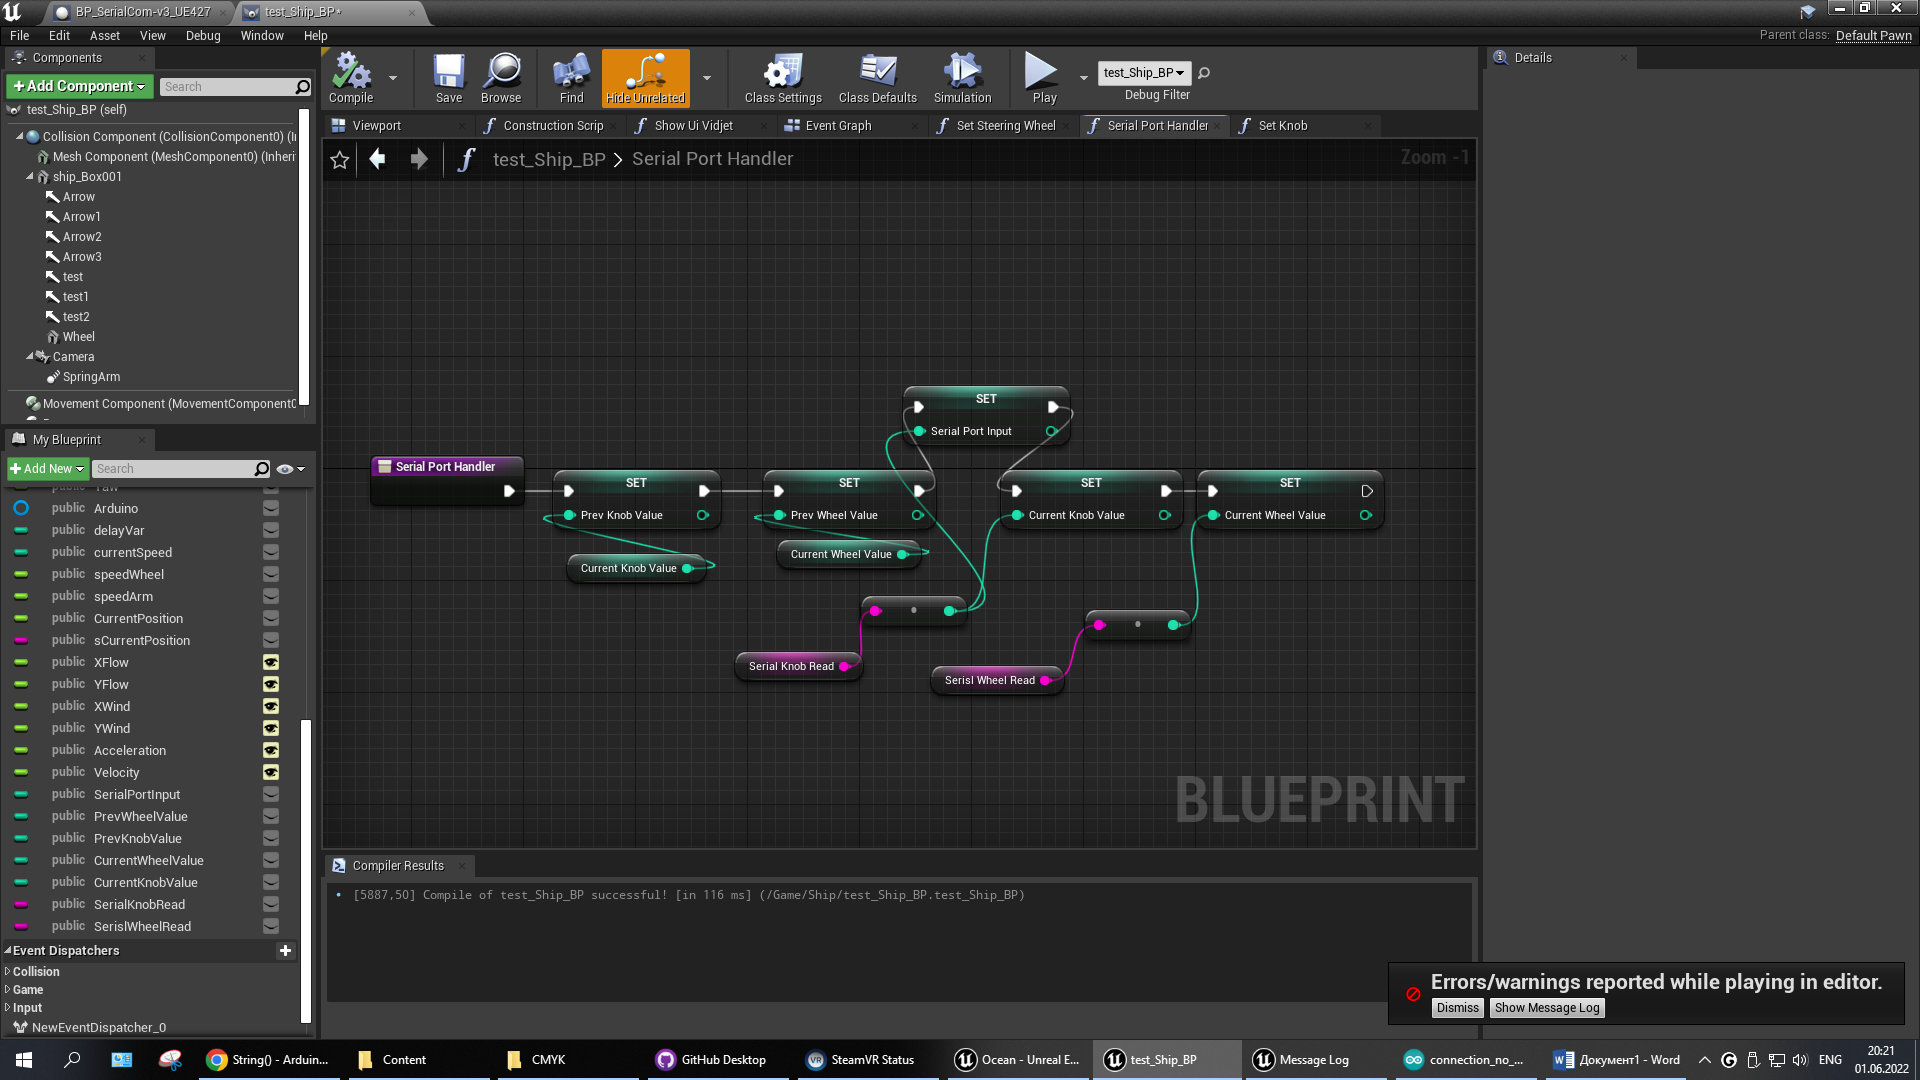 BP_SerialCom-v3_UE427
test_Ship_BP*
File Edit Asset View Debug Window Help
Parent class: Default Pawn
Components
+Add Component
Search
test_Ship_BP (self)
Collision Component (CollisionComponent0) (I
Mesh Component (MeshComponent0) (Inheri
ship_Box001
Arrow
Arrow1
Arrow2
Arrow3
test
test1
test2
Wheel
Camera
SpringArm
Movement Component (MovementComponent0
Compile
Save
Browse
Find
Hide Unrelated
Class Settings
Class Defaults
Simulation
Play
test_Ship_BP
Debug Filter
Details
Viewport
Construction Scrip
Show Ui Vidjet
Event Graph
Set Steering Wheel
Serial Port Handler
Set Knob
test_Ship_BP > Serial Port Handler
Zoom -1
SET
Serial Port Input
Serial Port Handler
SET
Prev Knob Value
SET
Prev Wheel Value
SET
Current Knob Value
SET
Current Wheel Value
Current Knob Value
Current Wheel Value
Serial Knob Read
Serisl Wheel Read
BLUEPRINT
My Blueprint
+Add New
Search
public Arduino
public delayVar
public currentSpeed
public speedWheel
public speedArm
public CurrentPosition
public sCurrentPosition
public XFlow
public YFlow
public XWind
public YWind
public Acceleration
public Velocity
public SerialPortInput
public PrevWheelValue
public PrevKnobValue
public CurrentWheelValue
public CurrentKnobValue
public SerialKnobRead
public SerislWheelRead
Event Dispatchers
Collision
Game
Input
NewEventDispatcher_0
Compiler Results
[5887,50] Compile of test_Ship_BP successful! [in 116 ms] (/Game/Ship/test_Ship_BP.test_Ship_BP)
Errors/warnings reported while playing in editor.
Dismiss
Show Message Log
String() - Arduin...
Content
CMYK
GitHub Desktop
SteamVR Status
Ocean - Unreal E...
test_Ship_BP
Message Log
connection_no_...
Документ1 - Word
ENG
20:21
01.06.2022